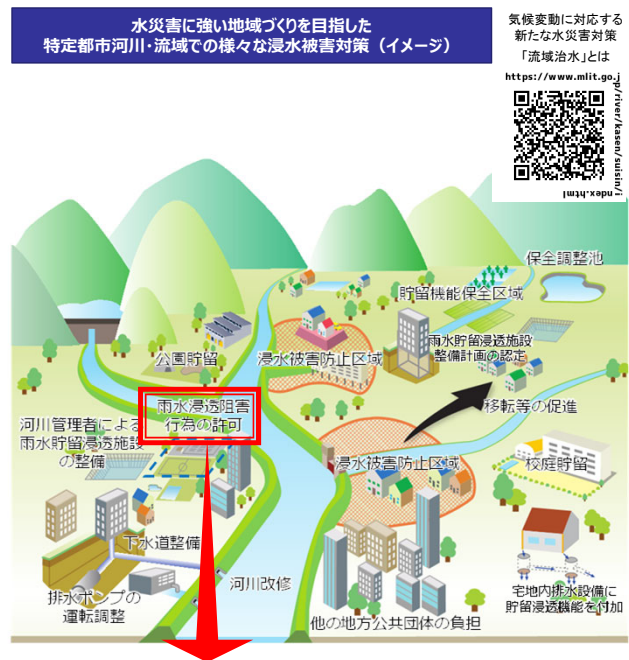 水災害に強い地域づくりを目指した
特定都市河川・流域での様々な浸水被害対策（イメージ）
気候変動に対応する
新たな水災害対策
「流域治水」とは
https://www.mlit.go.j
p/river/kasen/suisin/i
ndex.html
保全調整池
貯留機能保全区域
雨水貯留浸透施設
整備計画の認定
公園貯留
浸水被害防止区域
雨水浸透阻害
行為の許可
移転等の促進
河川管理者による
雨水貯留浸透施設
の整備
浸水被害防止区域
校庭貯留
下水道整備
河川改修
排水ポンプの
運転調整
宅地内排水設備に
貯留浸透機能を付加
他の地方公共団体の負担